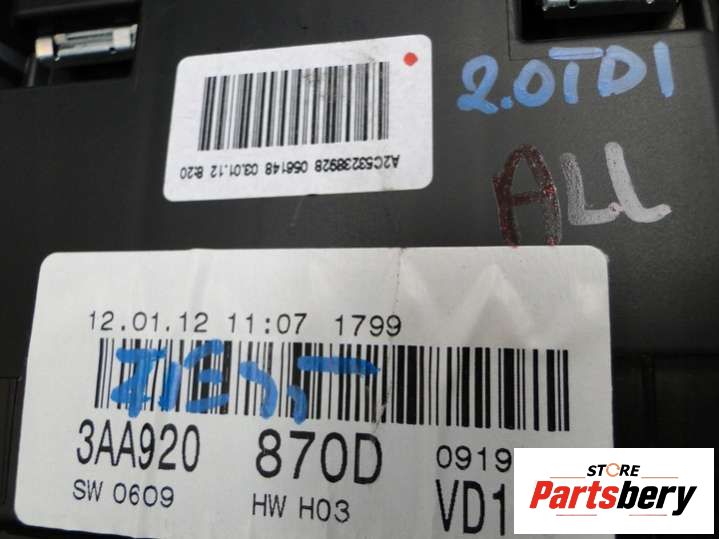 A2C53238928 058148 03.01.12 8:20
2.0TDI
ALL
12.01.12 11:07 1799
3AA920 870D 0919
SW 0609 HW H03 VD1
STORE
Partsbery